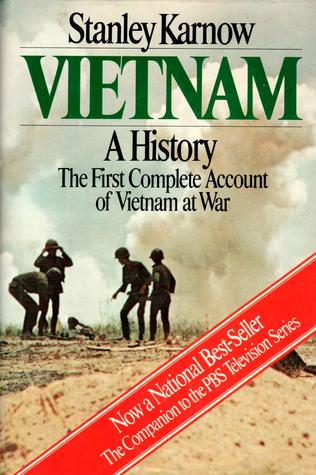 Stanley Karnow
VIETNAM
A History
The First Complete Account
of Vietnam at War
Now a National Best-Seller
The Companion to the PBS Television Series